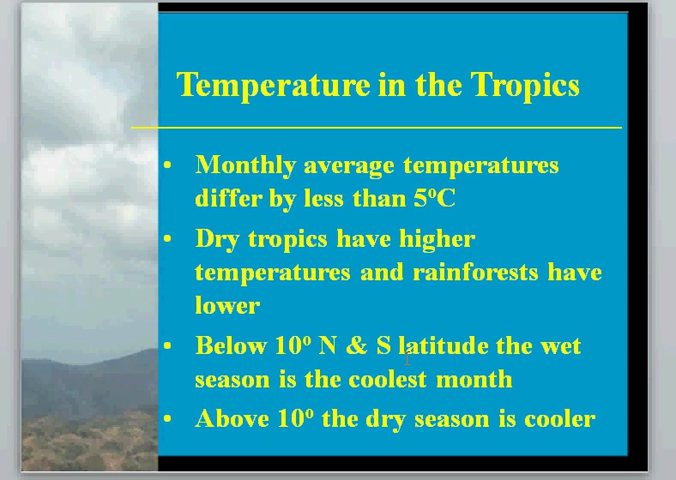 Temperature in the Tropics
• Monthly average temperatures
differ by less than 5ºC
• Dry tropics have higher
temperatures and rainforests have
lower
• Below 10º N & S latitude the wet
season is the coolest month
• Above 10º the dry season is cooler